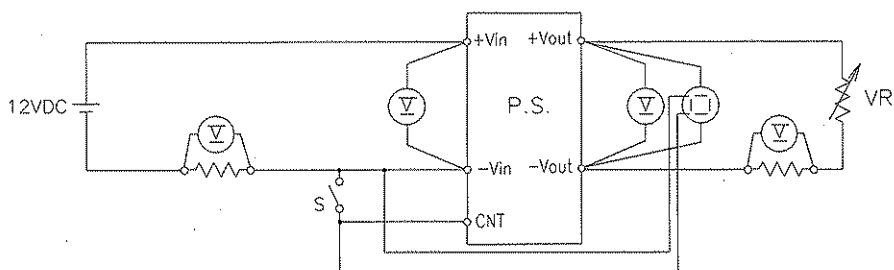 +Vin
+Vout
12VDC
V
V
P.S.
V
V
VR
-Vin
-Vout
S
CNT